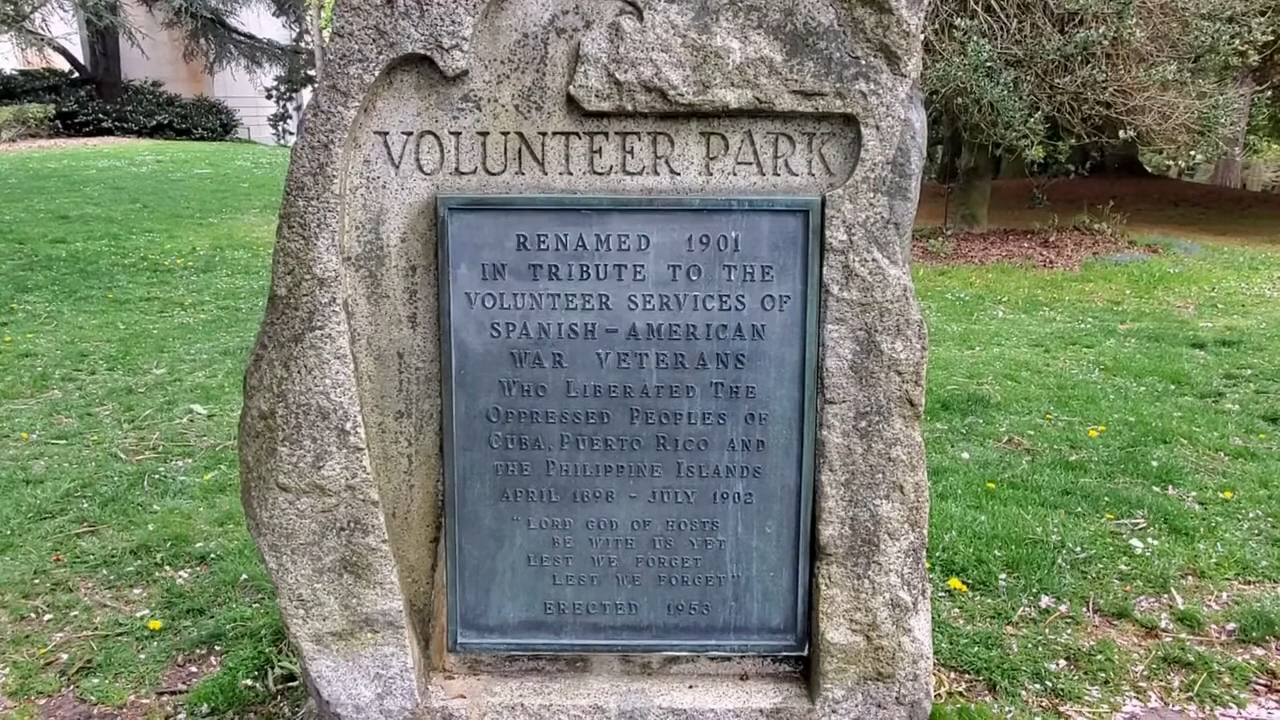 VOLUNTEER PARK
RENAMED 1901
IN TRIBUTE TO THE
VOLUNTEER SERVICES OF
SPANISH-AMERICAN
WAR VETERANS
WHO LIBERATED THE
OPPRESSED PEOPLES OF
CUBA, PUERTO RICO AND
THE PHILIPPINE ISLANDS
APRIL 1898 - JULY 1902
"LORD GOD OF HOSTS
BE WITH US YET
LEST WE FORGET
LEST WE FORGET"
ERECTED 1953